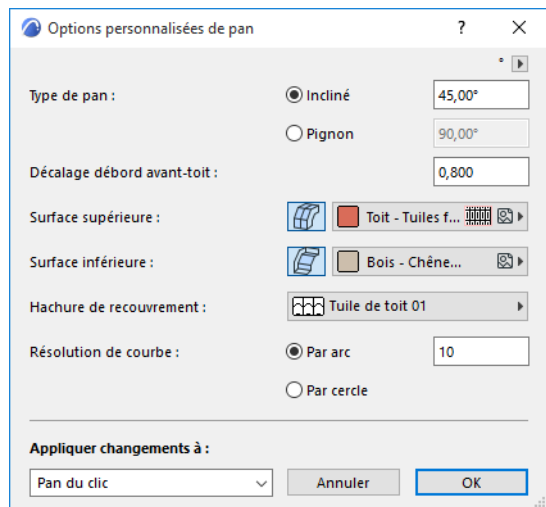 Options personnalisées de pan ?
°
Type de pan : Incliné 45,00°
Pignon 90,00°
Décalage débord avant-toit : 0,800
Surface supérieure : Toit - Tuiles f...
Surface inférieure : Bois - Chêne...
Hachure de recouvrement : Tuile de toit 01
Résolution de courbe : Par arc 10
Par cercle
Appliquer changements à :
Pan du clic Annuler OK